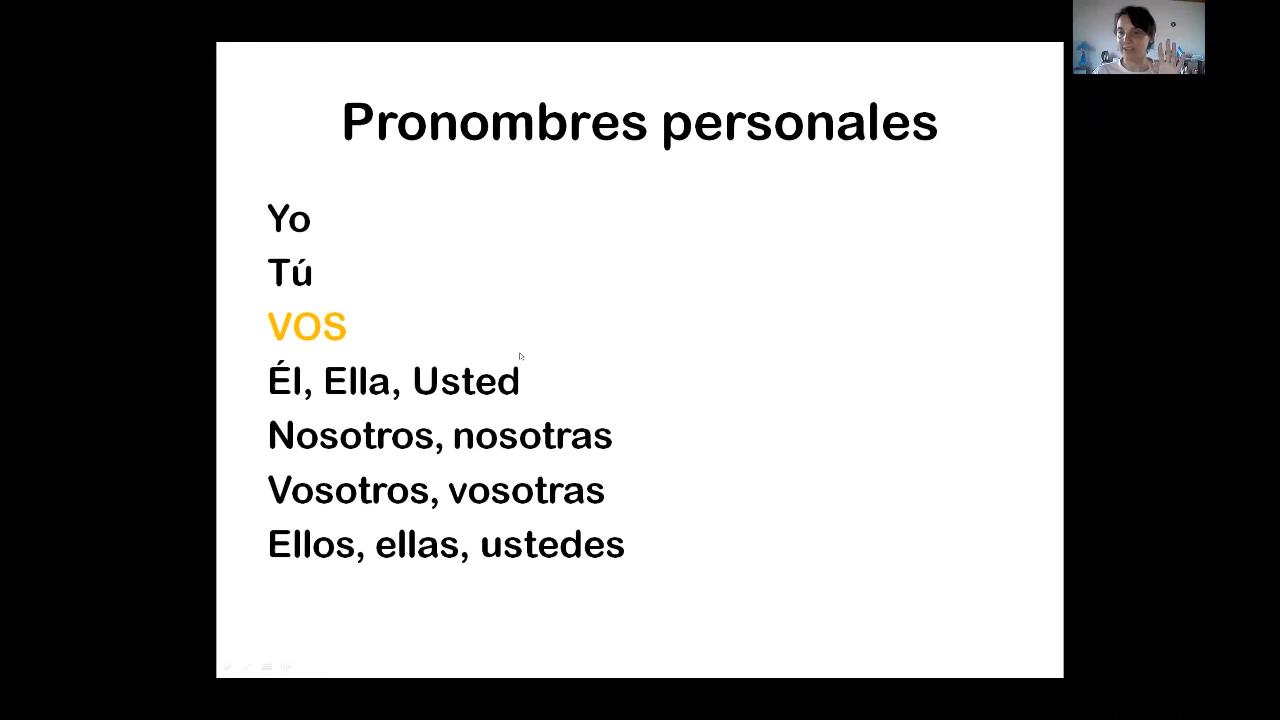 Pronombres personales
Yo
Tú
VOS
Él, Ella, Usted
Nosotros, nosotras
Vosotros, vosotras
Ellos, ellas, ustedes